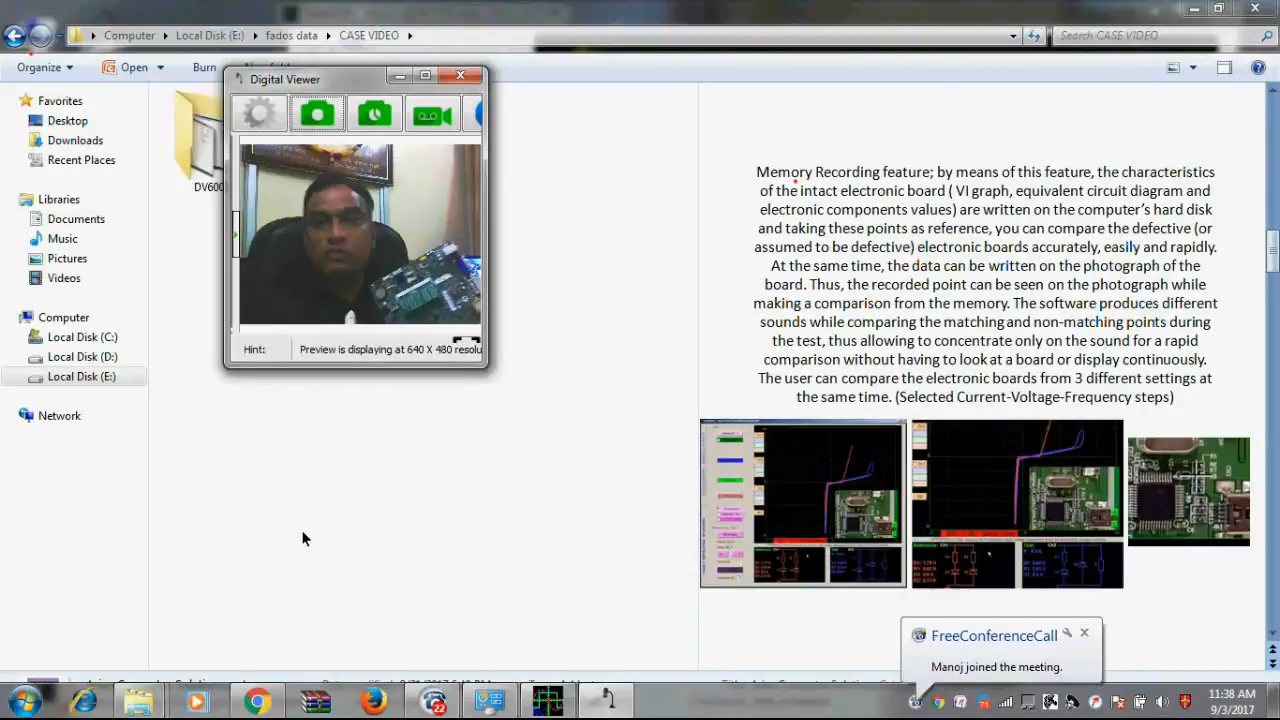 Computer ▸ Local Disk (E:) ▸ fados data ▸ CASE VIDEO ▸
Search CASE VIDEO
Organize
Open
Burn
Digital Viewer
Favorites
Desktop
Downloads
Recent Places
Libraries
Documents
Music
Pictures
Videos
Computer
Local Disk (C:)
Local Disk (D:)
Local Disk (E:)
Network
DV600
Hint:
Preview is displaying at 640 X 480 resolu
Memory Recording feature; by means of this feature, the characteristics
of the intact electronic board ( VI graph, equivalent circuit diagram and
electronic components values) are written on the computer's hard disk
and taking these points as reference, you can compare the defective (or
assumed to be defective) electronic boards accurately, easily and rapidly.
At the same time, the data can be written on the photograph of the
board. Thus, the recorded point can be seen on the photograph while
making a comparison from the memory. The software produces different
sounds while comparing the matching and non-matching points during
the test, thus allowing to concentrate only on the sound for a rapid
comparison without having to look at a board or display continuously.
The user can compare the electronic boards from 3 different settings at
the same time. (Selected Current-Voltage-Frequency steps)
FreeConferenceCall
Manoj joined the meeting.
22
11:38 AM
9/3/2017